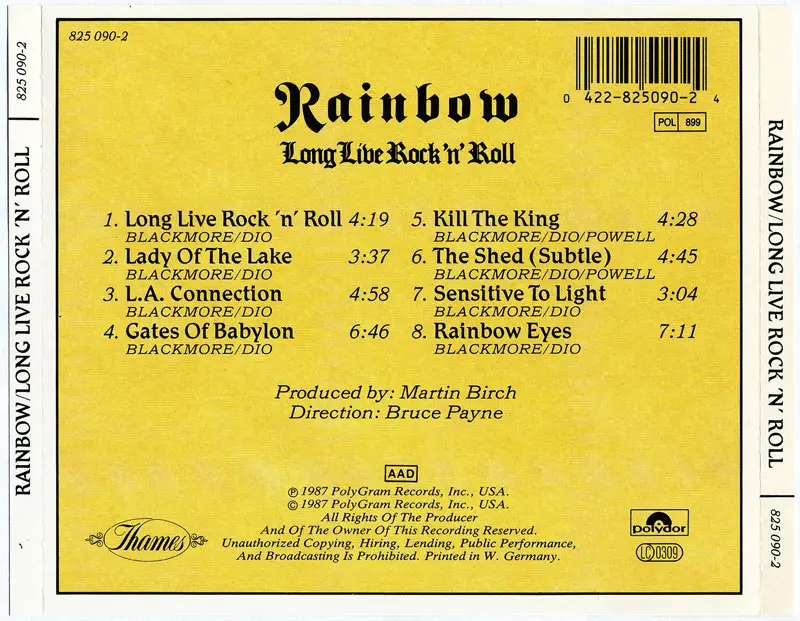 825 090-2
0 422-825090-2 4
POL 899
Rainbow
Long Live Rock 'n' Roll
1. Long Live Rock 'n' Roll 4:19
BLACKMORE/DIO
2. Lady Of The Lake 3:37
BLACKMORE/DIO
3. L.A. Connection 4:58
BLACKMORE/DIO
4. Gates Of Babylon 6:46
BLACKMORE/DIO
5. Kill The King 4:28
BLACKMORE/DIO/POWELL
6. The Shed (Subtle) 4:45
BLACKMORE/DIO/POWELL
7. Sensitive To Light 3:04
BLACKMORE/DIO
8. Rainbow Eyes 7:11
BLACKMORE/DIO
Produced by: Martin Birch
Direction: Bruce Payne
AAD
℗ 1987 PolyGram Records, Inc., USA.
© 1987 PolyGram Records, Inc., USA.
All Rights Of The Producer
And Of The Owner Of This Recording Reserved.
Unauthorized Copying, Hiring, Lending, Public Performance,
And Broadcasting Is Prohibited. Printed in W. Germany.
Thames
polydor
LC 0309
RAINBOW/LONG LIVE ROCK 'N' ROLL 825 090-2
RAINBOW/LONG LIVE ROCK 'N' ROLL 825 090-2